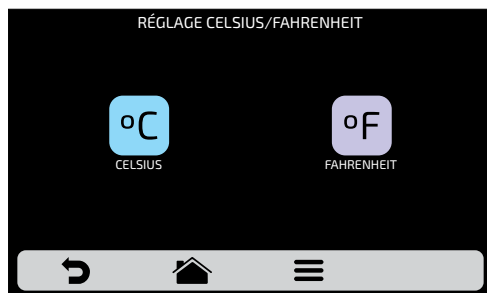 RÉGLAGE CELSIUS/FAHRENHEIT
ºC
ºF
CELSIUS
FAHRENHEIT